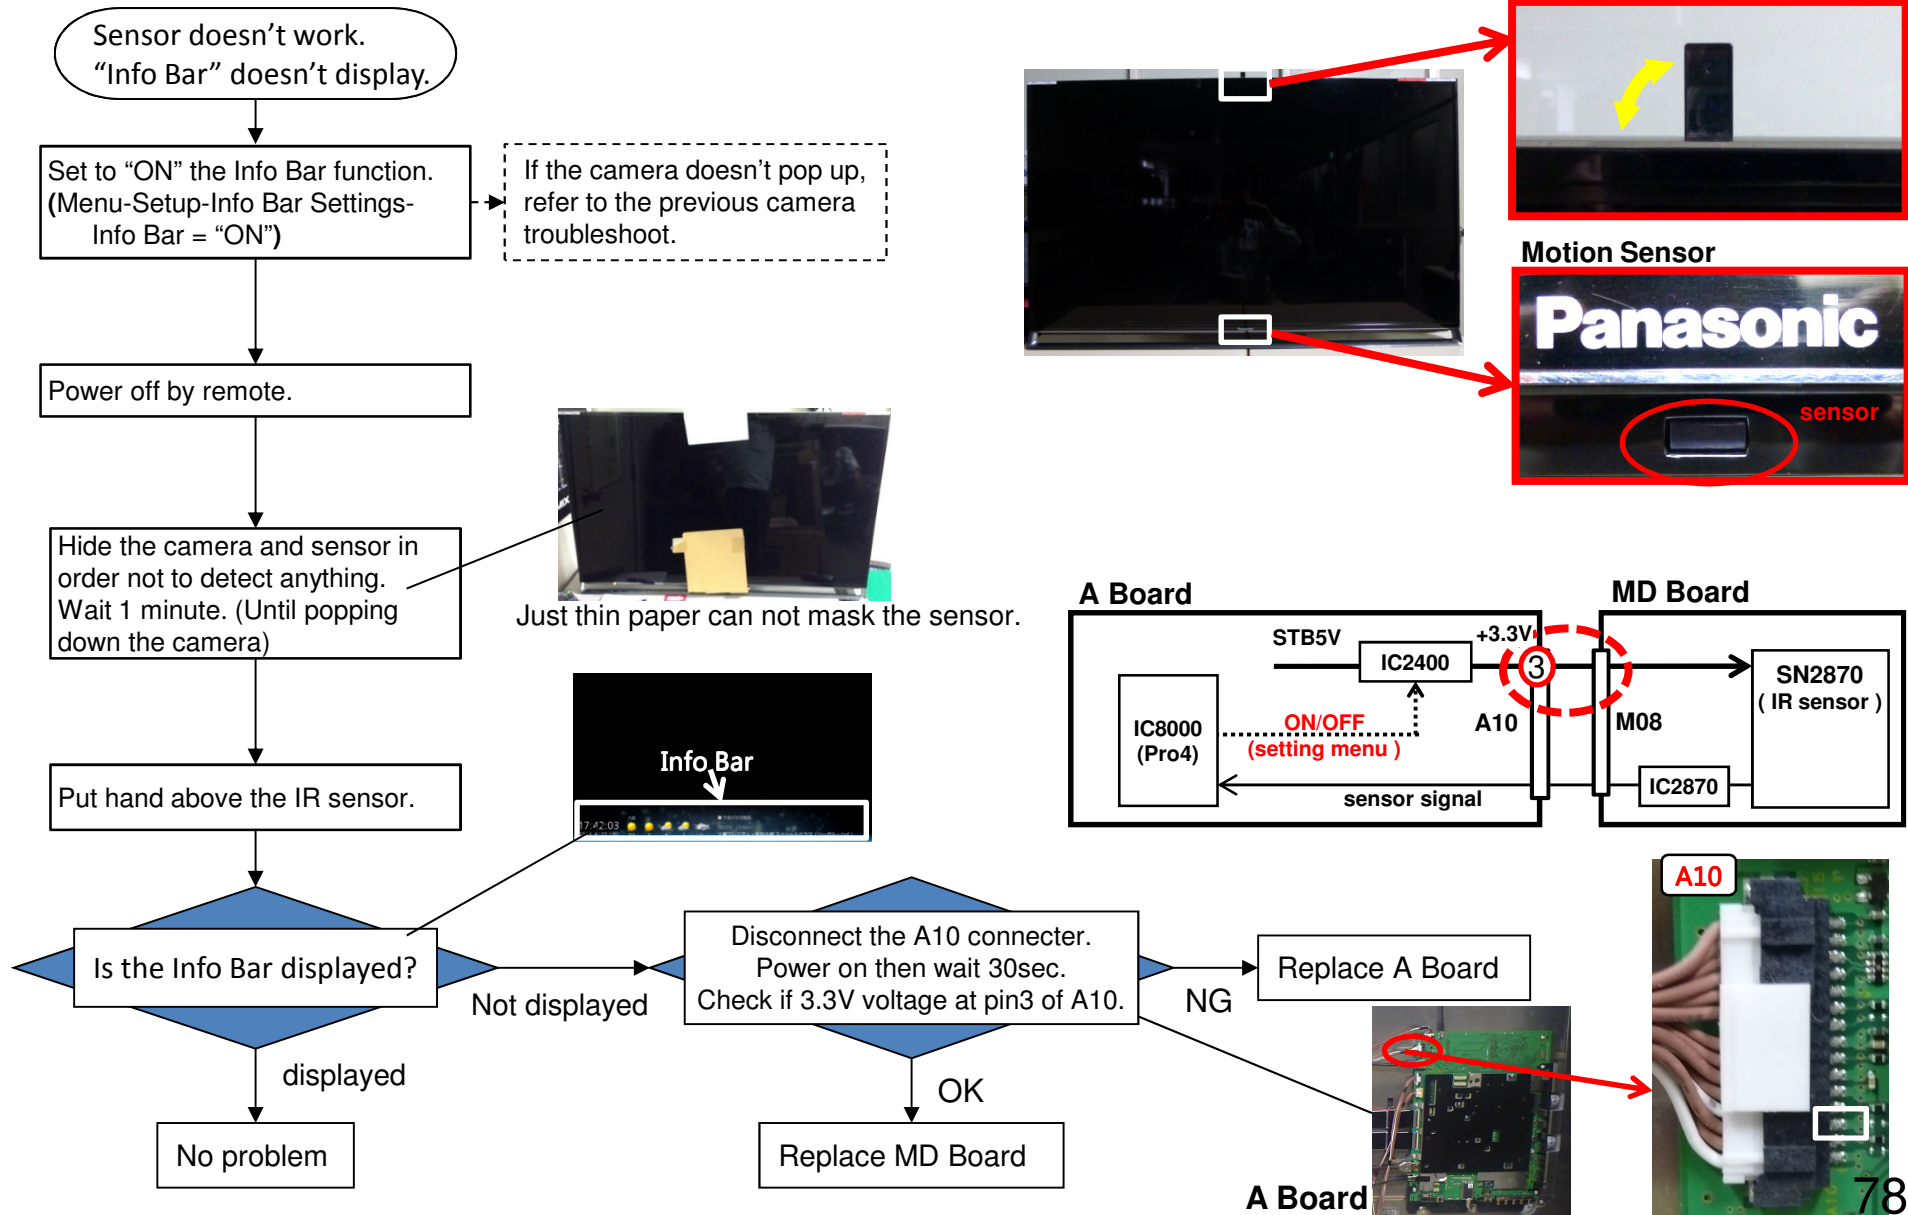 Sensor doesn’t work.
“Info Bar” doesn’t display.
Set to “ON” the Info Bar function.
(Menu-Setup-Info Bar Settings-
Info Bar = “ON”)
If the camera doesn’t pop up,
refer to the previous camera
troubleshoot.
Power off by remote.
Hide the camera and sensor in
order not to detect anything.
Wait 1 minute. (Until popping
down the camera)
Just thin paper can not mask the sensor.
Put hand above the IR sensor.
Info Bar
17:42:03
Is the Info Bar displayed?
Not displayed
displayed
No problem
Disconnect the A10 connecter.
Power on then wait 30sec.
Check if 3.3V voltage at pin3 of A10.
NG
Replace A Board
OK
Replace MD Board
Motion Sensor
Panasonic
sensor
A Board
MD Board
STB5V
+3.3V
IC2400
3
SN2870
( IR sensor )
IC8000
(Pro4)
ON/OFF
(setting menu )
A10
M08
IC2870
sensor signal
A10
A Board
78